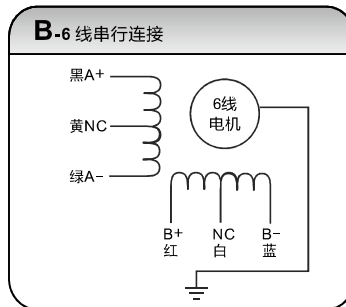 B-6 线串行连接
黑A+
黄NC
绿A-
6线
电机
B+ NC B-
红 白 蓝